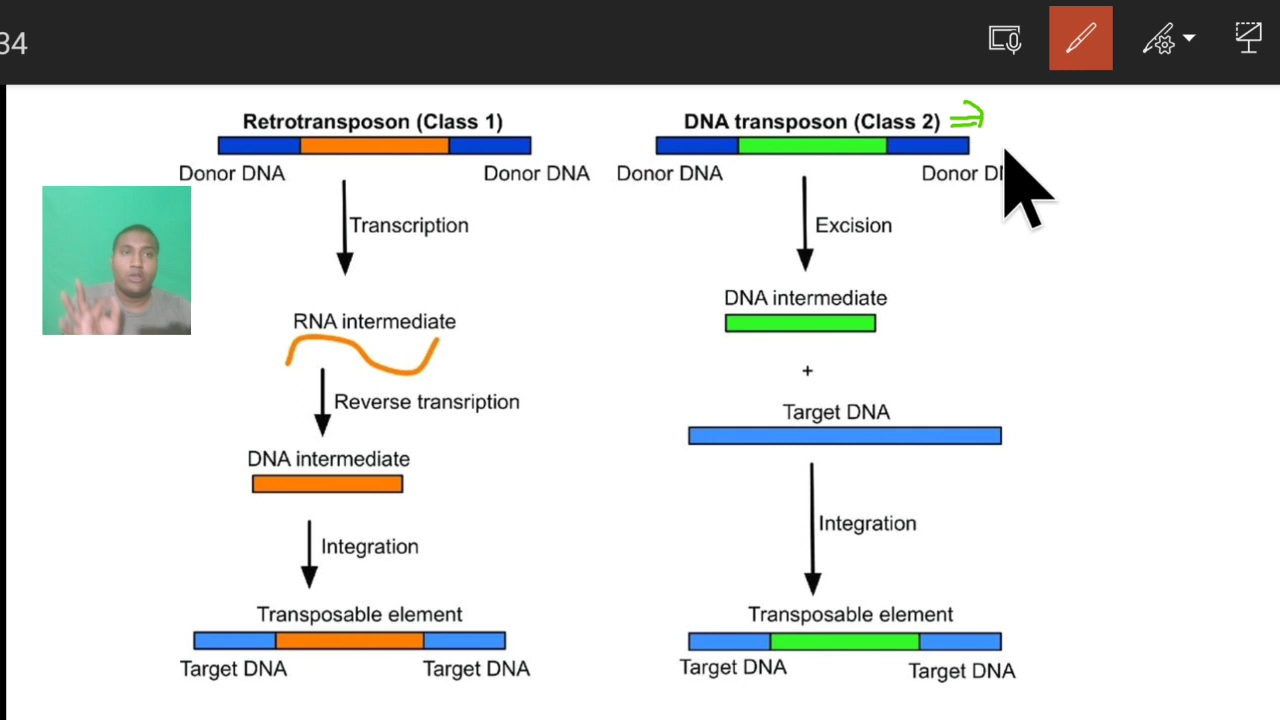 34
Retrotransposon (Class 1)
Donor DNA
Donor DNA
Transcription
RNA intermediate
Reverse transription
DNA intermediate
Integration
Transposable element
Target DNA
Target DNA
DNA transposon (Class 2)
Donor DNA
Donor
Excision
DNA intermediate
+
Target DNA
Integration
Transposable element
Target DNA
Target DNA